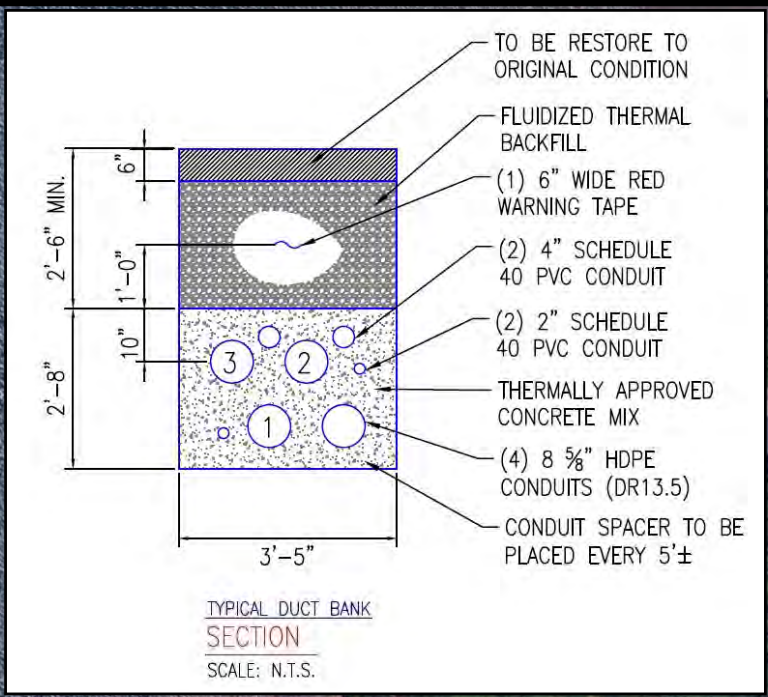 TO BE RESTORE TO
ORIGINAL CONDITION
FLUIDIZED THERMAL
BACKFILL
(1) 6" WIDE RED
WARNING TAPE
(2) 4" SCHEDULE
40 PVC CONDUIT
(2) 2" SCHEDULE
40 PVC CONDUIT
THERMALLY APPROVED
CONCRETE MIX
(4) 8 ⅝" HDPE
CONDUITS (DR13.5)
CONDUIT SPACER TO BE
PLACED EVERY 5'±
2'-6" MIN.
6"
1'-0"
2'-8"
10"
3
2
1
3'-5"
TYPICAL DUCT BANK
SECTION
SCALE: N.T.S.